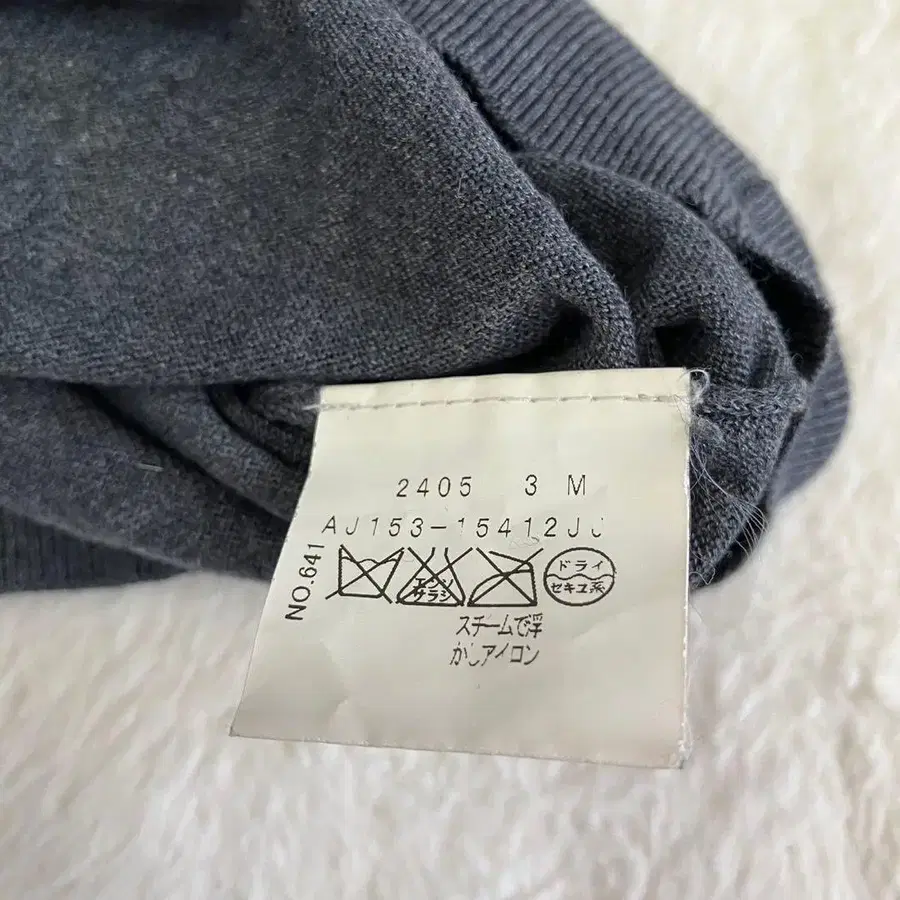 2405 3 M
AJ153-15412JJ
NO.641
エンソ
サラシ
ドライ
セキユ系
スチームで浮
かしアイロン